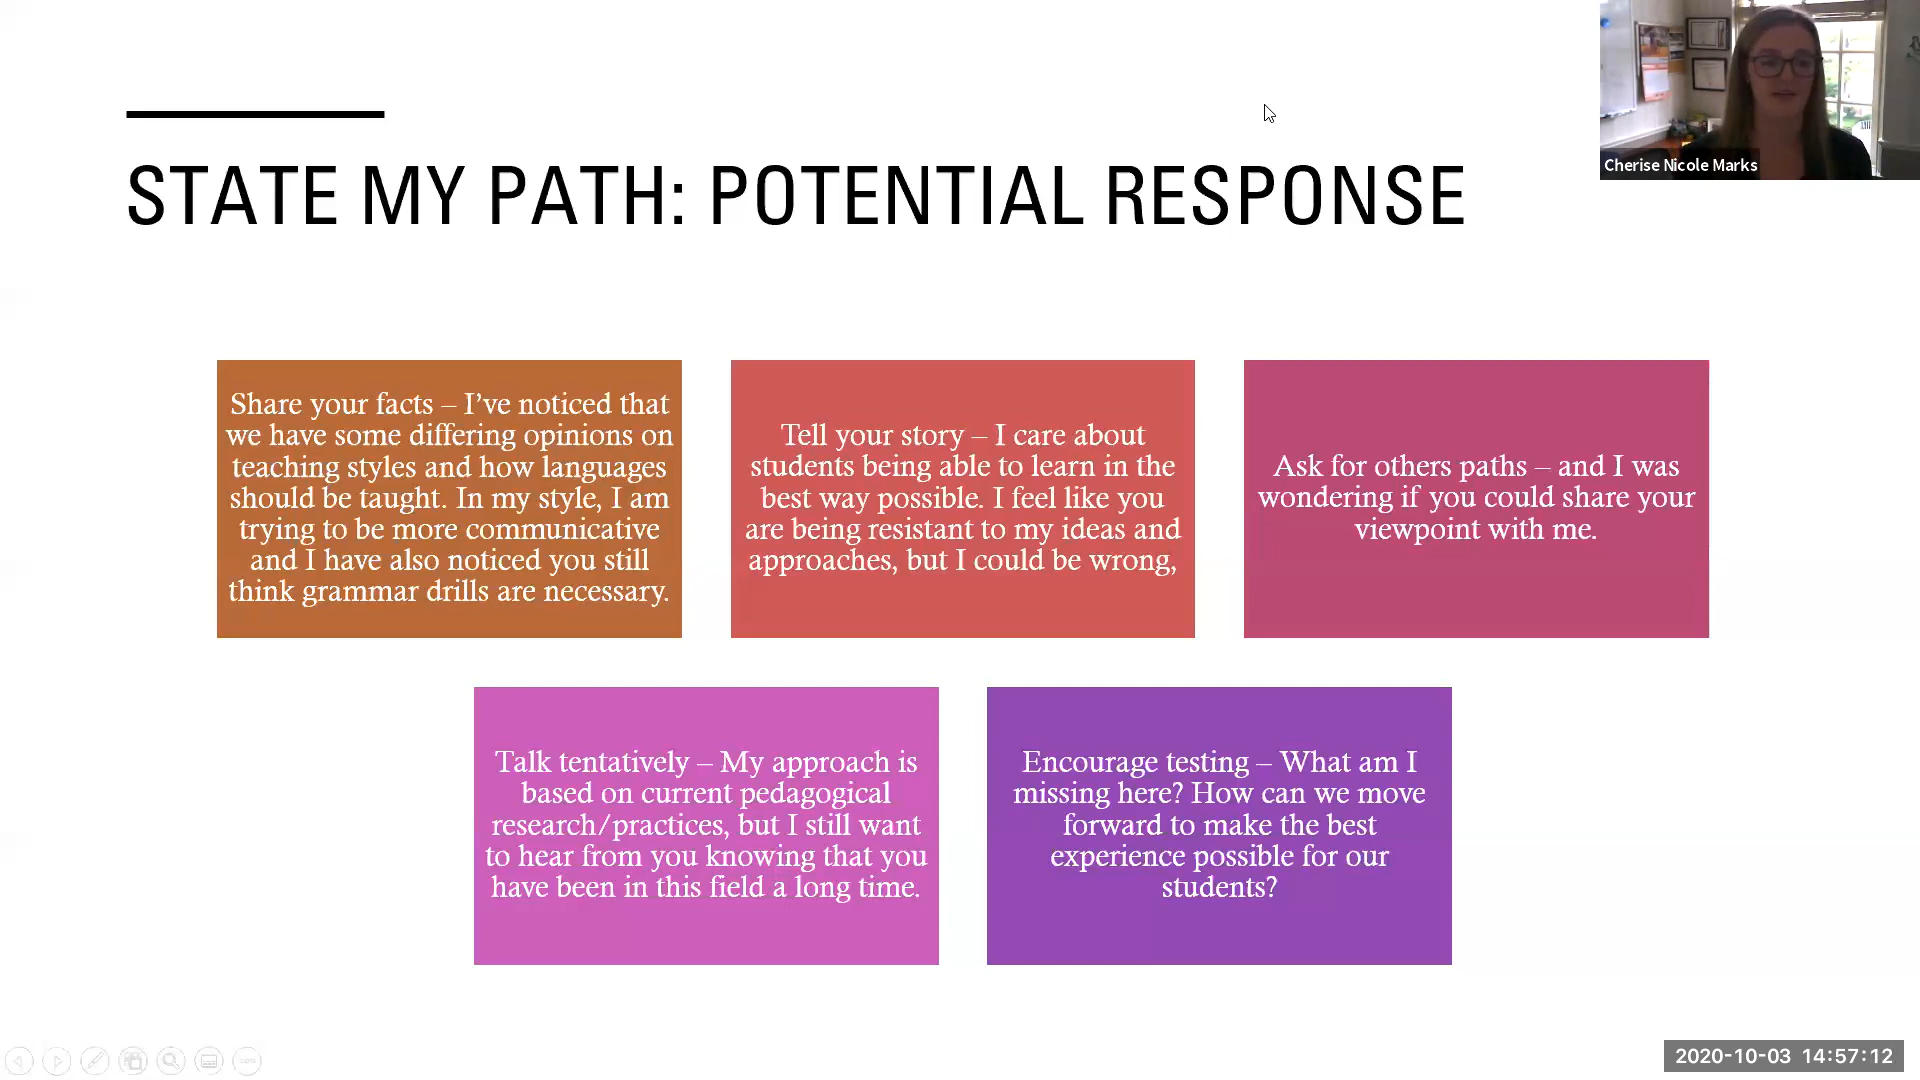 Cherise Nicole Marks
STATE MY PATH: POTENTIAL RESPONSE
Share your facts – I’ve noticed that
we have some differing opinions on
teaching styles and how languages
should be taught. In my style, I am
trying to be more communicative
and I have also noticed you still
think grammar drills are necessary.
Tell your story – I care about
students being able to learn in the
best way possible. I feel like you
are being resistant to my ideas and
approaches, but I could be wrong,
Ask for others paths – and I was
wondering if you could share your
viewpoint with me.
Talk tentatively – My approach is
based on current pedagogical
research/practices, but I still want
to hear from you knowing that you
have been in this field a long time.
Encourage testing – What am I
missing here? How can we move
forward to make the best
experience possible for our
students?
2020-10-03 14:57:12